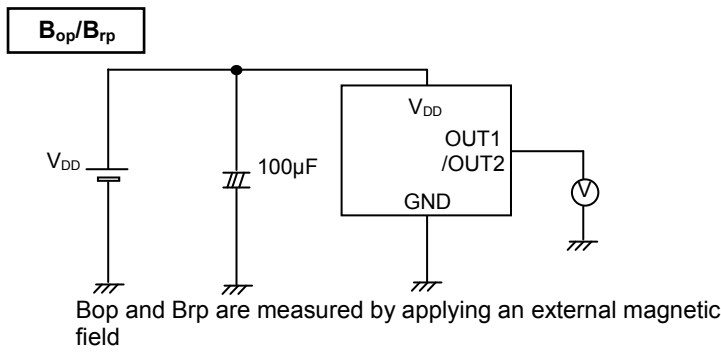 Bop/Brp
VDD
VDD
100µF
OUT1
/OUT2
GND
V
Bop and Brp are measured by applying an external magnetic
field